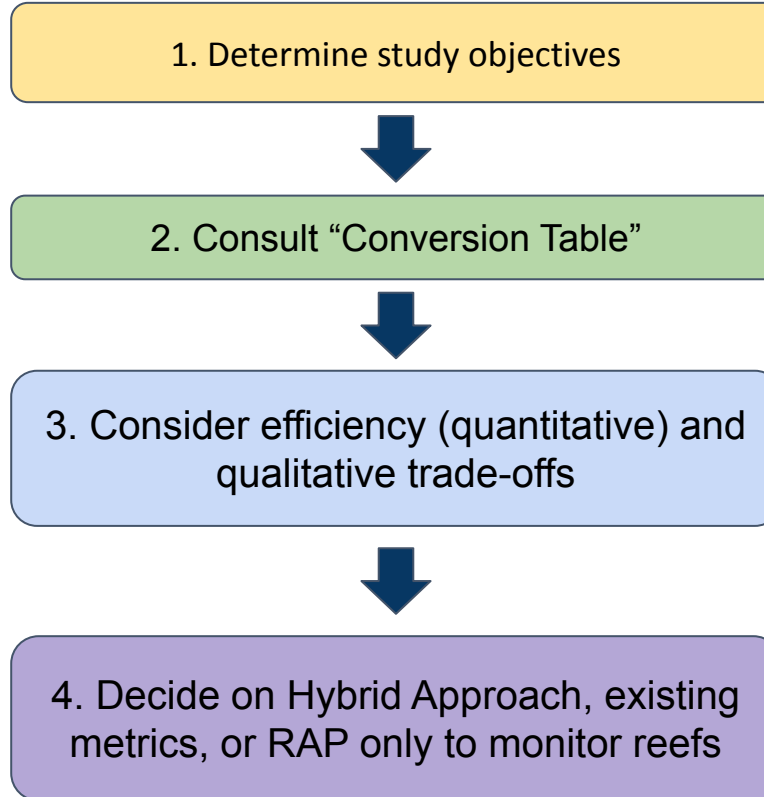 1. Determine study objectives
2. Consult “Conversion Table”
3. Consider efficiency (quantitative) and
qualitative trade-offs
4. Decide on Hybrid Approach, existing
metrics, or RAP only to monitor reefs